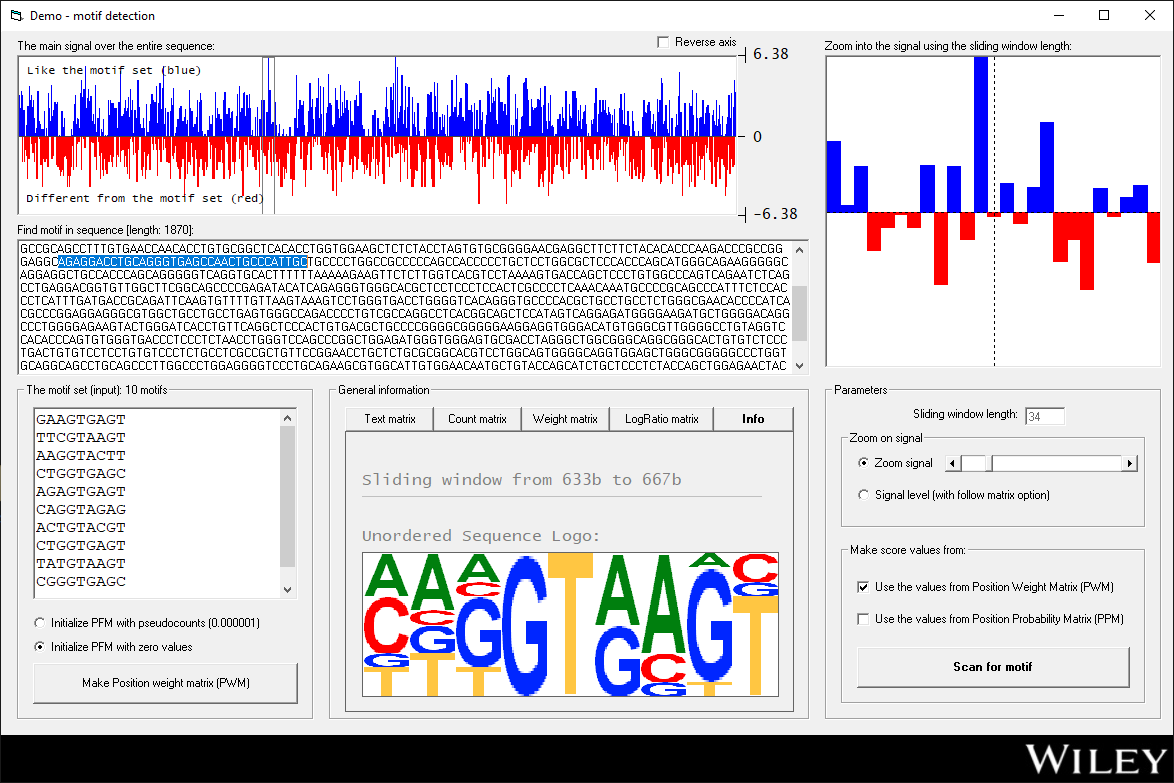 Demo - motif detection
The main signal over the entire sequence:
Reverse axis
6.38
Like the motif set (blue)
0
Different from the motif set (red)
-6.38
Zoom into the signal using the sliding window length:
Find motif in sequence [length: 1870]:
GCCGCAGCCTTTGTGAACCAACACCTGTGCGGCTCACACCTGGTGGAAGCTCTCTACCTAGTGTGCGGGGAACGAGGCTTCTTCTACACACCCAAGACCCGCCGG
GAGGCAGAGGACCTGCAGGGTGAGCCAACTGCCCATTGCTGCCCCTGGCCGCCCCCAGCCACCCCCTGCTCCTGGCGCTCCCACCCAGCATGGGCAGAAGGGGGC
AGGAGGCTGCCACCCAGCAGGGGGTCAGGTGCACTTTTTTAAAAAGAAGTTCTCTTGGTCACGTCCTAAAAGTGACCAGCTCCCTGTGGCCCAGTCAGAATCTCAG
CCTGAGGACGGTGTTGGCTTCGGCAGCCCCGAGATACATCAGAGGGTGGGCACGCTCCTCCCTCCACTCGCCCCTCAAACAAATGCCCCGCAGCCCATTTCTCCAC
CCTCATTTGATGACCGCAGATTCAAGTGTTTTGTTAAGTAAAGTCCTGGGTGACCTGGGGTCACAGGGTGCCCCACGCTGCCTGCCTCTGGGCGAACACCCCATCA
CGCCCGGAGGAGGGCGTGGCTGCCTGCCTGAGTGGGCCAGACCCCTGTCGCCAGGCCTCACGGCAGCTCCATAGTCAGGAGATGGGGAAGATGCTGGGGACAGG
CCCTGGGGAGAAGTACTGGGATCACCTGTTCAGGCTCCCACTGTGACGCTGCCCCGGGGCGGGGGAAGGAGGTGGGACATGTGGGCGTTGGGGCCTGTAGGTC
CACACCCAGTGTGGGTGACCCTCCCTCTAACCTGGGTCCAGCCCGGCTGGAGATGGGTGGGAGTGCGACCTAGGGCTGGCGGGCAGGCGGGCACTGTGTCTCCC
TGACTGTGTCCTCCTGTGTCCCTCTGCCTCGCCGCTGTTCCGGAACCTGCTCTGCGCGGCACGTCCTGGCAGTGGGGCAGGTGGAGCTGGGCGGGGGCCCTGGT
GCAGGCAGCCTGCAGCCCTTGGCCCTGGAGGGGTCCCTGCAGAAGCGTGGCATTGTGGAACAATGCTGTACCAGCATCTGCTCCCTCTACCAGCTGGAGAACTAC
The motif set (input): 10 motifs
GAAGTGAGT
TTCGTAAGT
AAGGTACTT
CTGGTGAGC
AGAGTGAGT
CAGGTAGAG
ACTGTACGT
CTGGTGAGT
TATGTAAGT
CGGGTGAGC
Initialize PFM with pseudocounts (0.000001)
Initialize PFM with zero values
Make Position weight matrix (PWM)
General information
Text matrix
Count matrix
Weight matrix
LogRatio matrix
Info
Sliding window from 633b to 667b
Unordered Sequence Logo:
Parameters
Sliding window length: 34
Zoom on signal
Zoom signal
Signal level (with follow matrix option)
Make score values from:
Use the values from Position Weight Matrix (PWM)
Use the values from Position Probability Matrix (PPM)
Scan for motif
WILEY